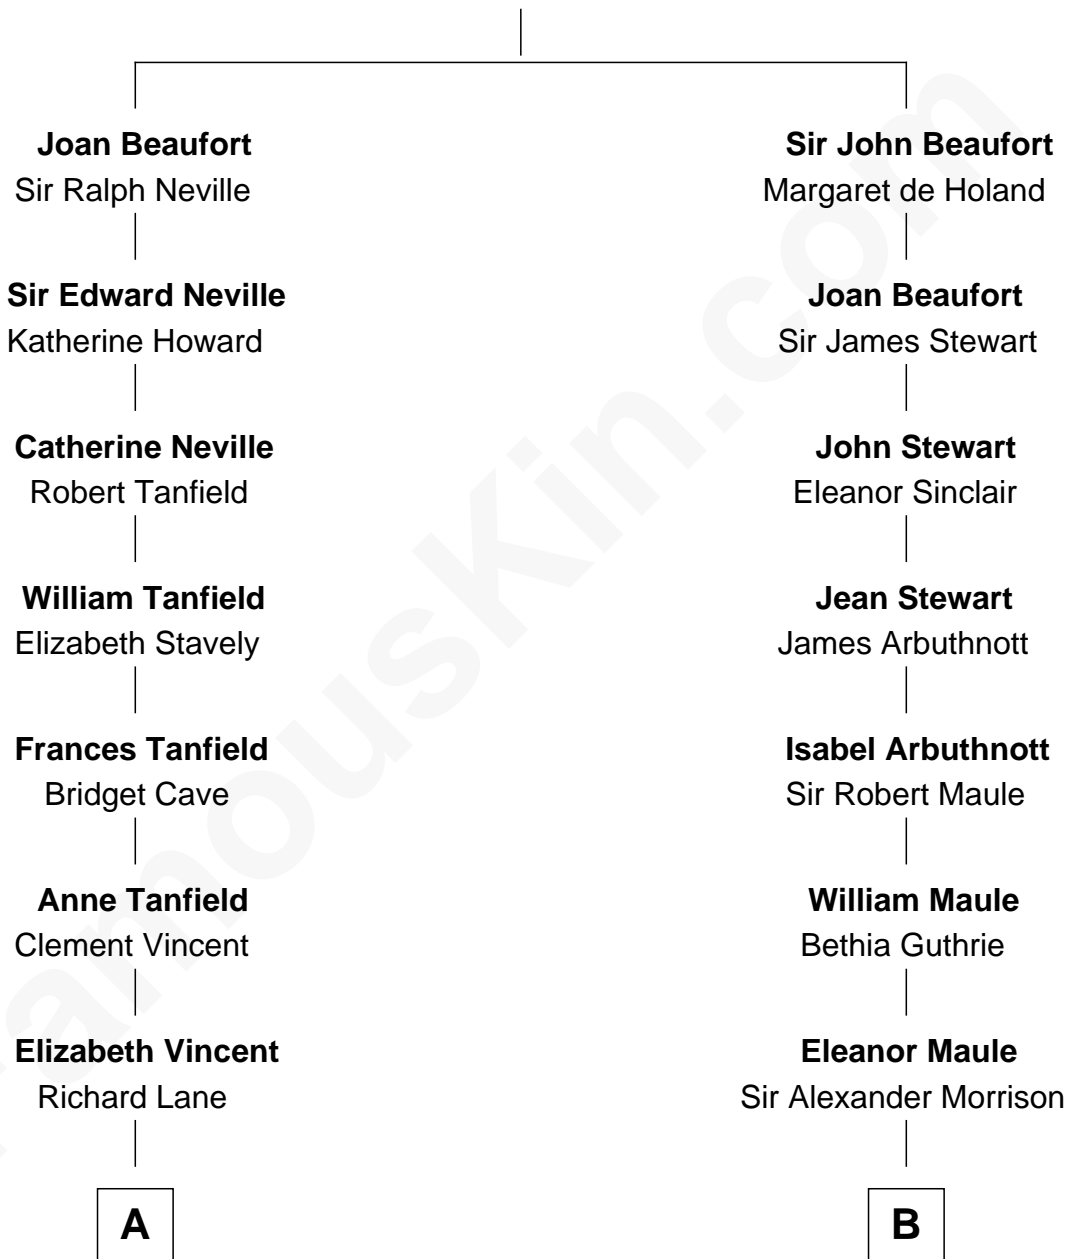 Joan Beaufort
Sir Ralph Neville
Sir Edward Neville
Katherine Howard
Catherine Neville
Robert Tanfield
William Tanfield
Elizabeth Stavely
Frances Tanfield
Bridget Cave
Anne Tanfield
Clement Vincent
Elizabeth Vincent
Richard Lane
A
Sir John Beaufort
Margaret de Holand
Joan Beaufort
Sir James Stewart
John Stewart
Eleanor Sinclair
Jean Stewart
James Arbuthnott
Isabel Arbuthnott
Sir Robert Maule
William Maule
Bethia Guthrie
Eleanor Maule
Sir Alexander Morrison
B
FamousKin.com